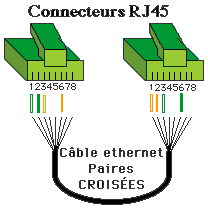 Connecteurs RJ45
12345678 12345678
Câble ethernet
Paires
CROISÉES